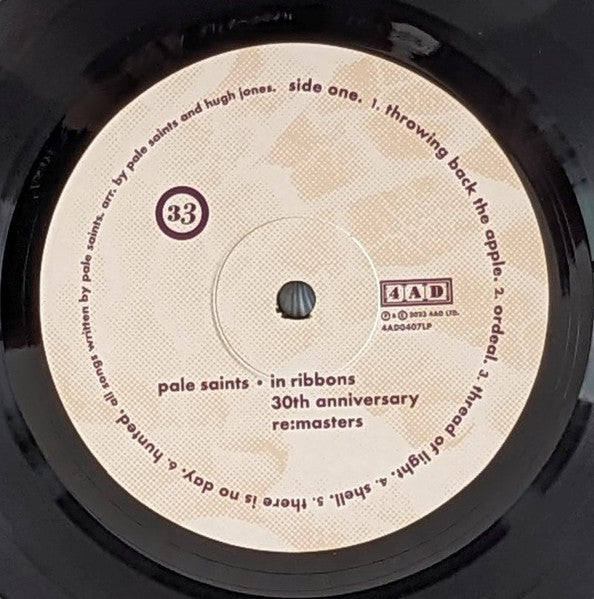 side one. 1. throwing back the apple. 2. ordeal. 3. thread of light. 4. shell. 5. there is no day. 6. hunted. all songs written by pale saints. arr. by pale saints and hugh jones.
33
4AD
℗ & © 2023 4AD LTD.
4AD0407LP
pale saints • in ribbons
30th anniversary
re:masters